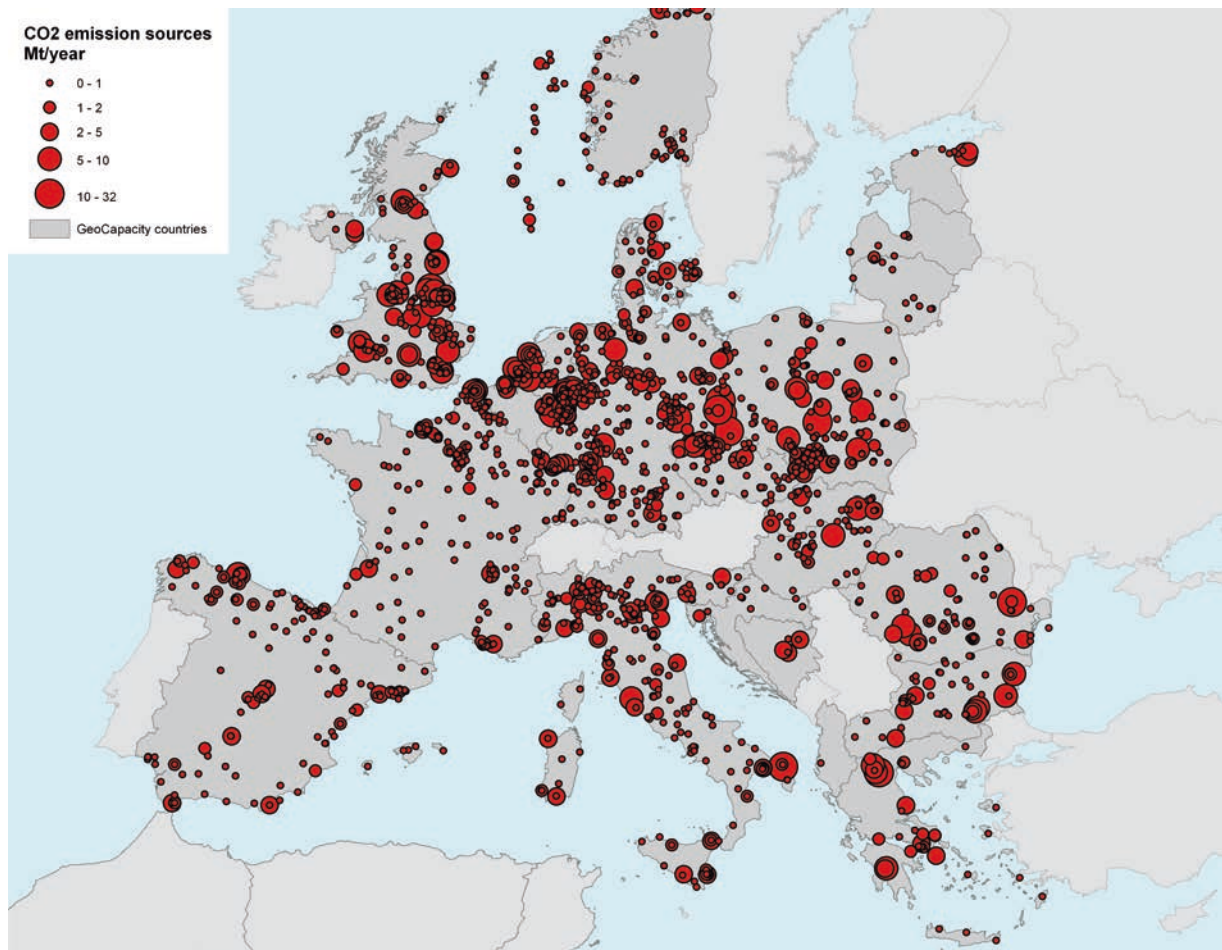 CO2 emission sources
Mt/year
0 - 1
1 - 2
2 - 5
5 - 10
10 - 32
GeoCapacity countries